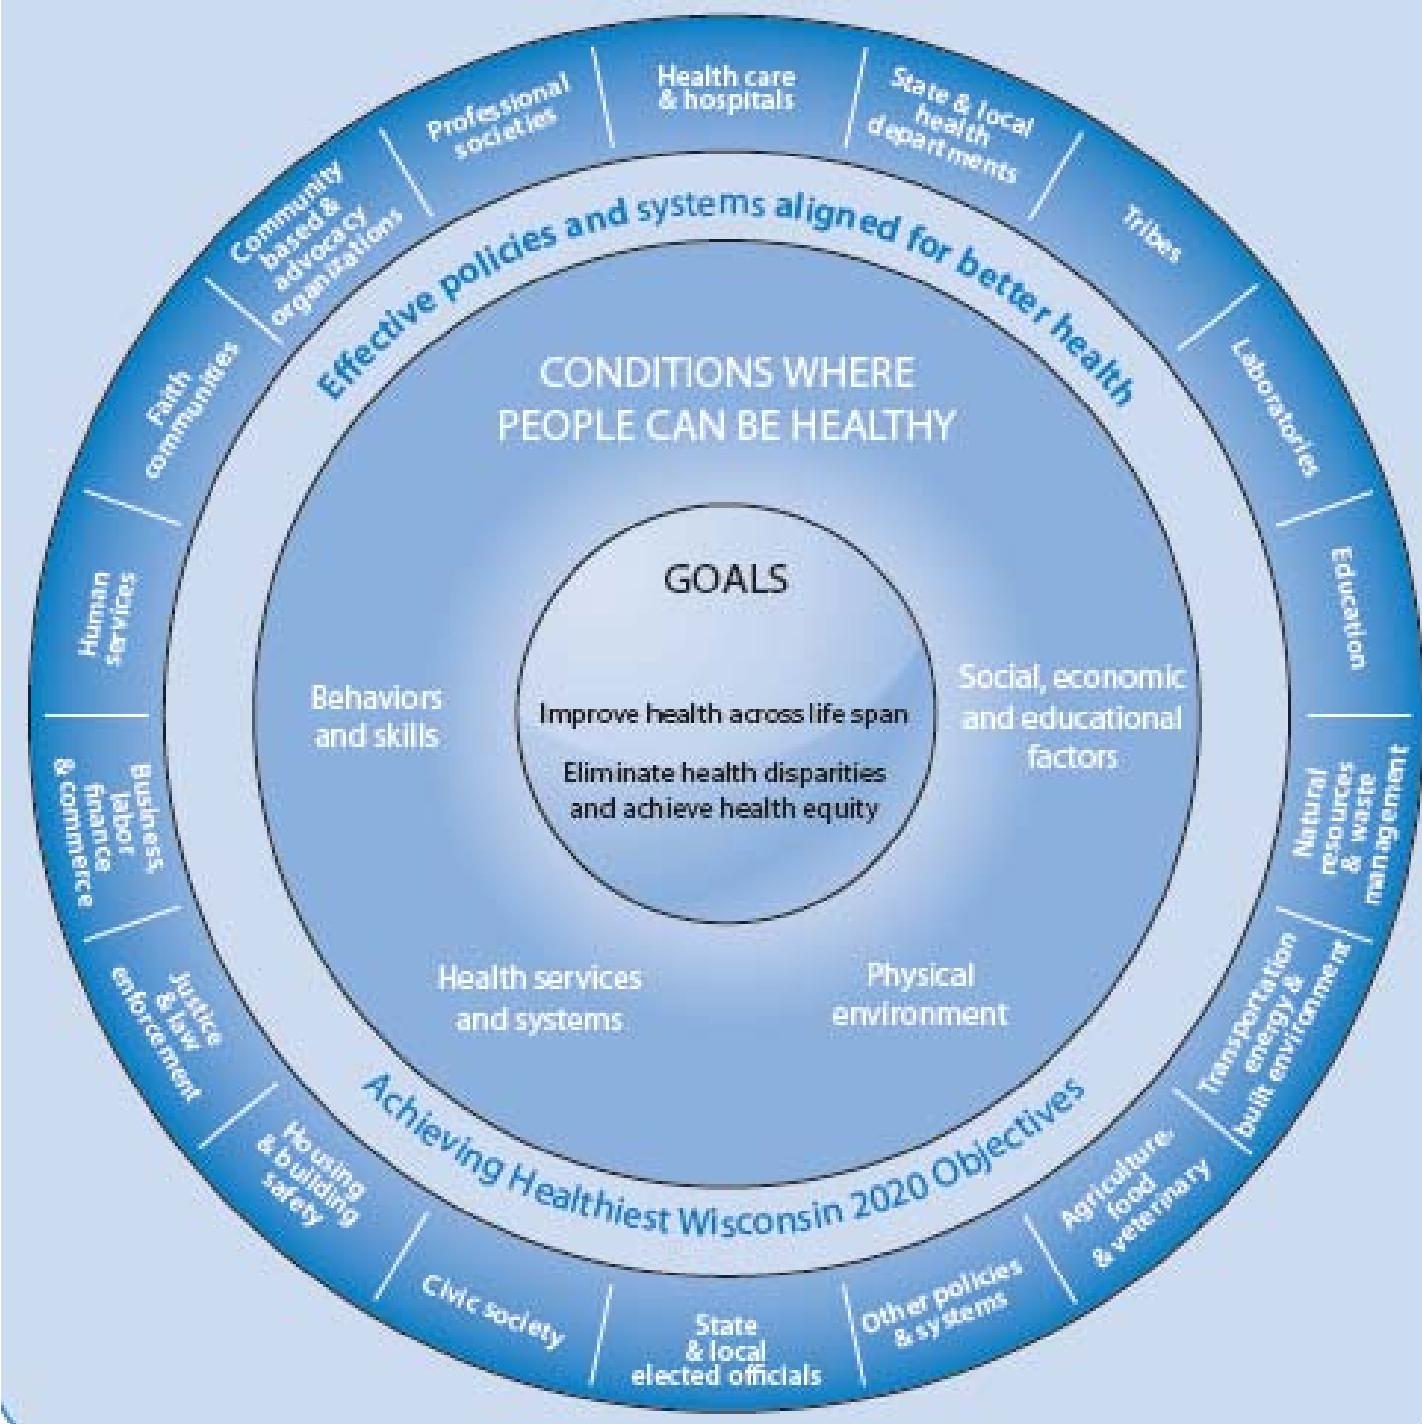 Health care
& hospitals
State & local
health
departments
Tribes
Laboratories
Education
Natural
resources
& waste
management
Transportation
energy &
built environment
Agriculture,
food
& veterinary
Other policies
& systems
State
& local
elected officials
Civic society
Housing
& building
safety
Justice
& law
enforcement
Business,
labor
finance
& commerce
Human
services
Faith
communities
Community
based &
advocacy
organizations
Professional
societies
Effective policies and systems aligned for better health
CONDITIONS WHERE
PEOPLE CAN BE HEALTHY
GOALS
Improve health across life span
Eliminate health disparities
and achieve health equity
Behaviors
and skills
Social, economic
and educational
factors
Health services
and systems
Physical
environment
Achieving Healthiest Wisconsin 2020 Objectives